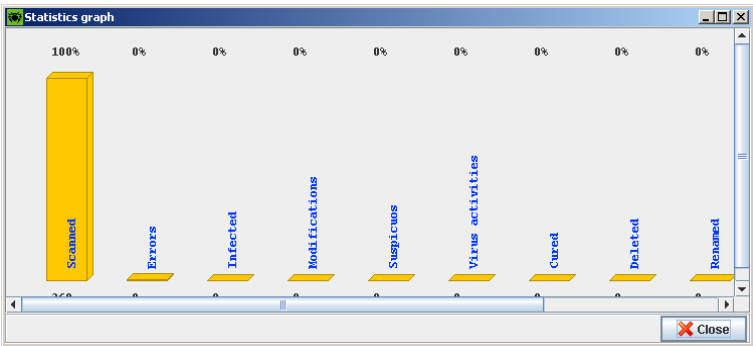 Statistics graph
100% 0% 0% 0% 0% 0% 0% 0% 0%
Scanned
Errors
Infected
Modifications
Suspicuos
Virus activities
Cured
Deleted
Renamed
Close